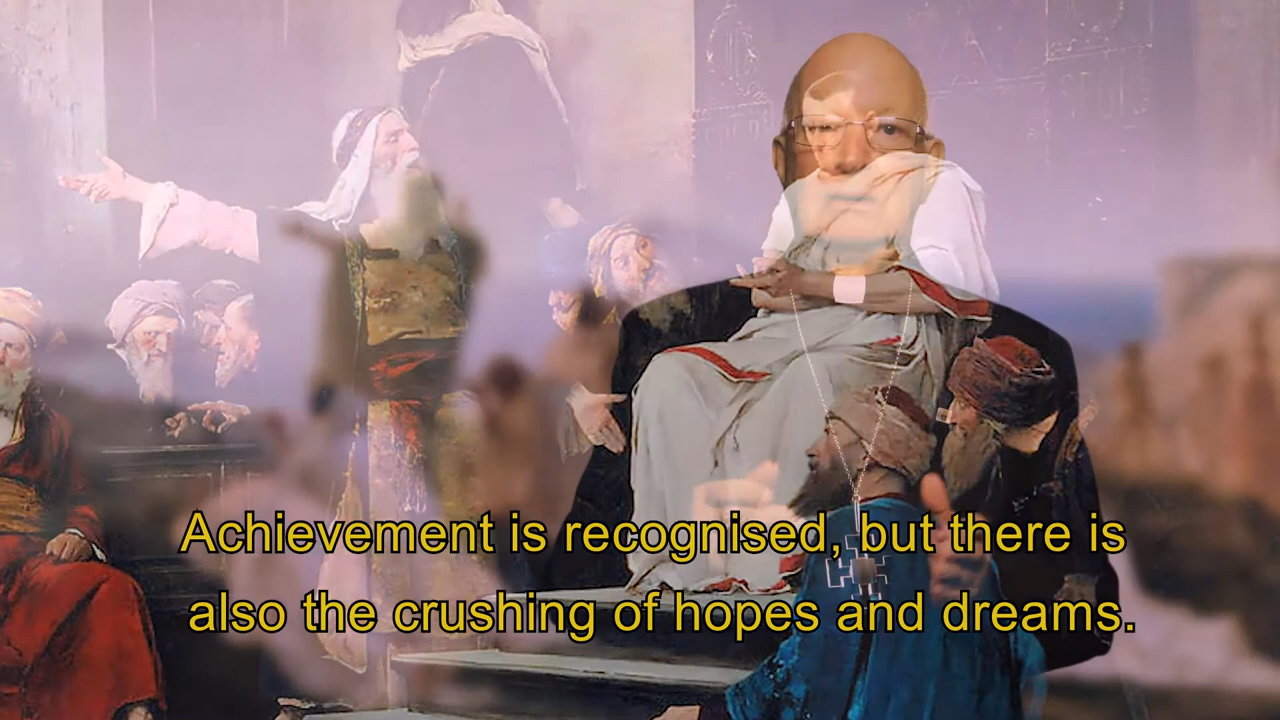 Achievement is recognised, but there is
also the crushing of hopes and dreams.